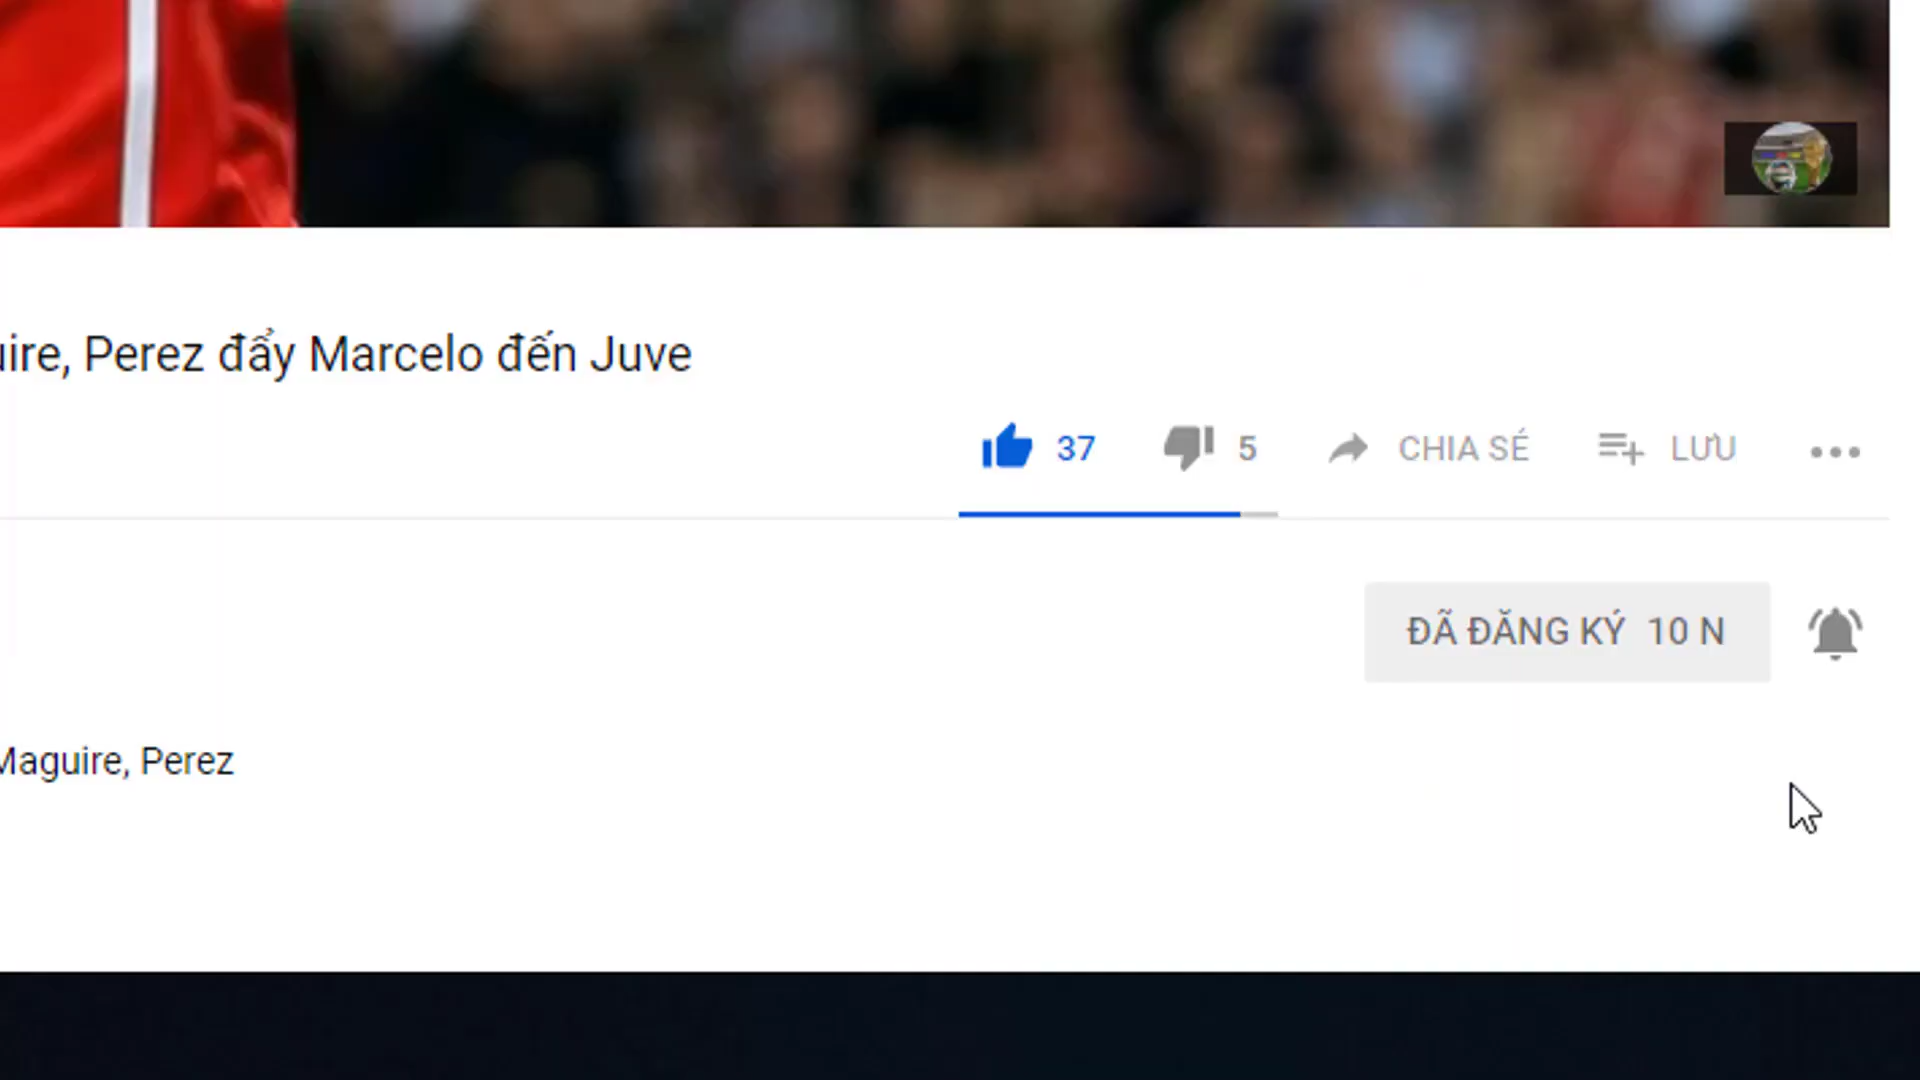 uire, Perez đẩy Marcelo đến Juve
37 5 CHIA SẺ LƯU
ĐÃ ĐĂNG KÝ 10 N
Maguire, Perez